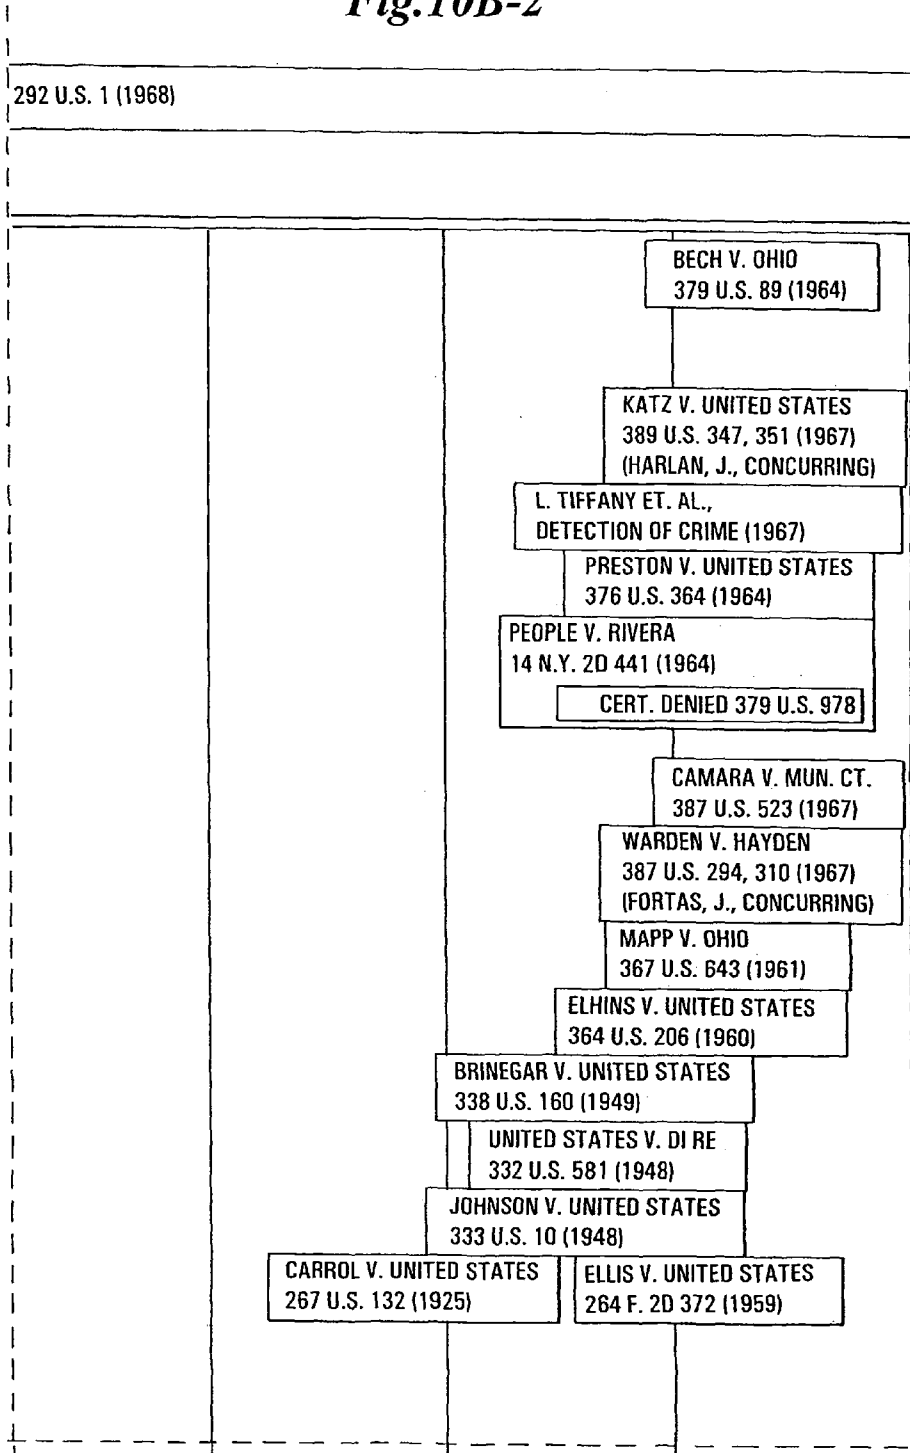 Fig.10B-2
292 U.S. 1 (1968)
BECH V. OHIO
379 U.S. 89 (1964)
KATZ V. UNITED STATES
389 U.S. 347, 351 (1967)
(HARLAN, J., CONCURRING)
L. TIFFANY ET. AL.,
DETECTION OF CRIME (1967)
PRESTON V. UNITED STATES
376 U.S. 364 (1964)
PEOPLE V. RIVERA
14 N.Y. 2D 441 (1964)
CERT. DENIED 379 U.S. 978
CAMARA V. MUN. CT.
387 U.S. 523 (1967)
WARDEN V. HAYDEN
387 U.S. 294, 310 (1967)
(FORTAS, J., CONCURRING)
MAPP V. OHIO
367 U.S. 643 (1961)
ELHINS V. UNITED STATES
364 U.S. 206 (1960)
BRINEGAR V. UNITED STATES
338 U.S. 160 (1949)
UNITED STATES V. DI RE
332 U.S. 581 (1948)
JOHNSON V. UNITED STATES
333 U.S. 10 (1948)
CARROL V. UNITED STATES
267 U.S. 132 (1925)
ELLIS V. UNITED STATES
264 F. 2D 372 (1959)